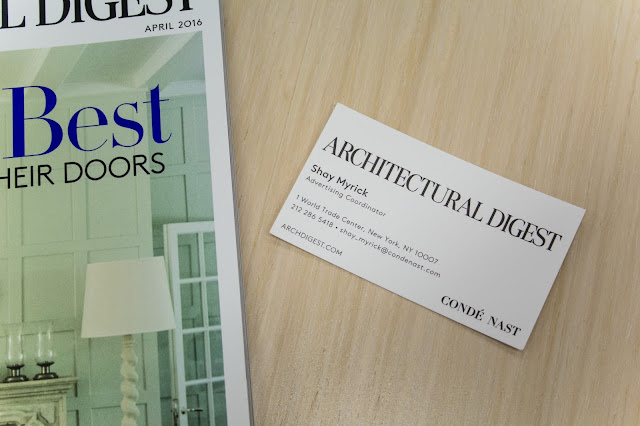 L DIGEST
APRIL 2016
Best
HEIR DOORS
ARCHITECTURAL DIGEST
Shay Myrick
Advertising Coordinator
1 World Trade Center, New York, NY 10007
212 286 5418 • shay_myrick@condenast.com
ARCHDIGEST.COM
CONDÉ NAST